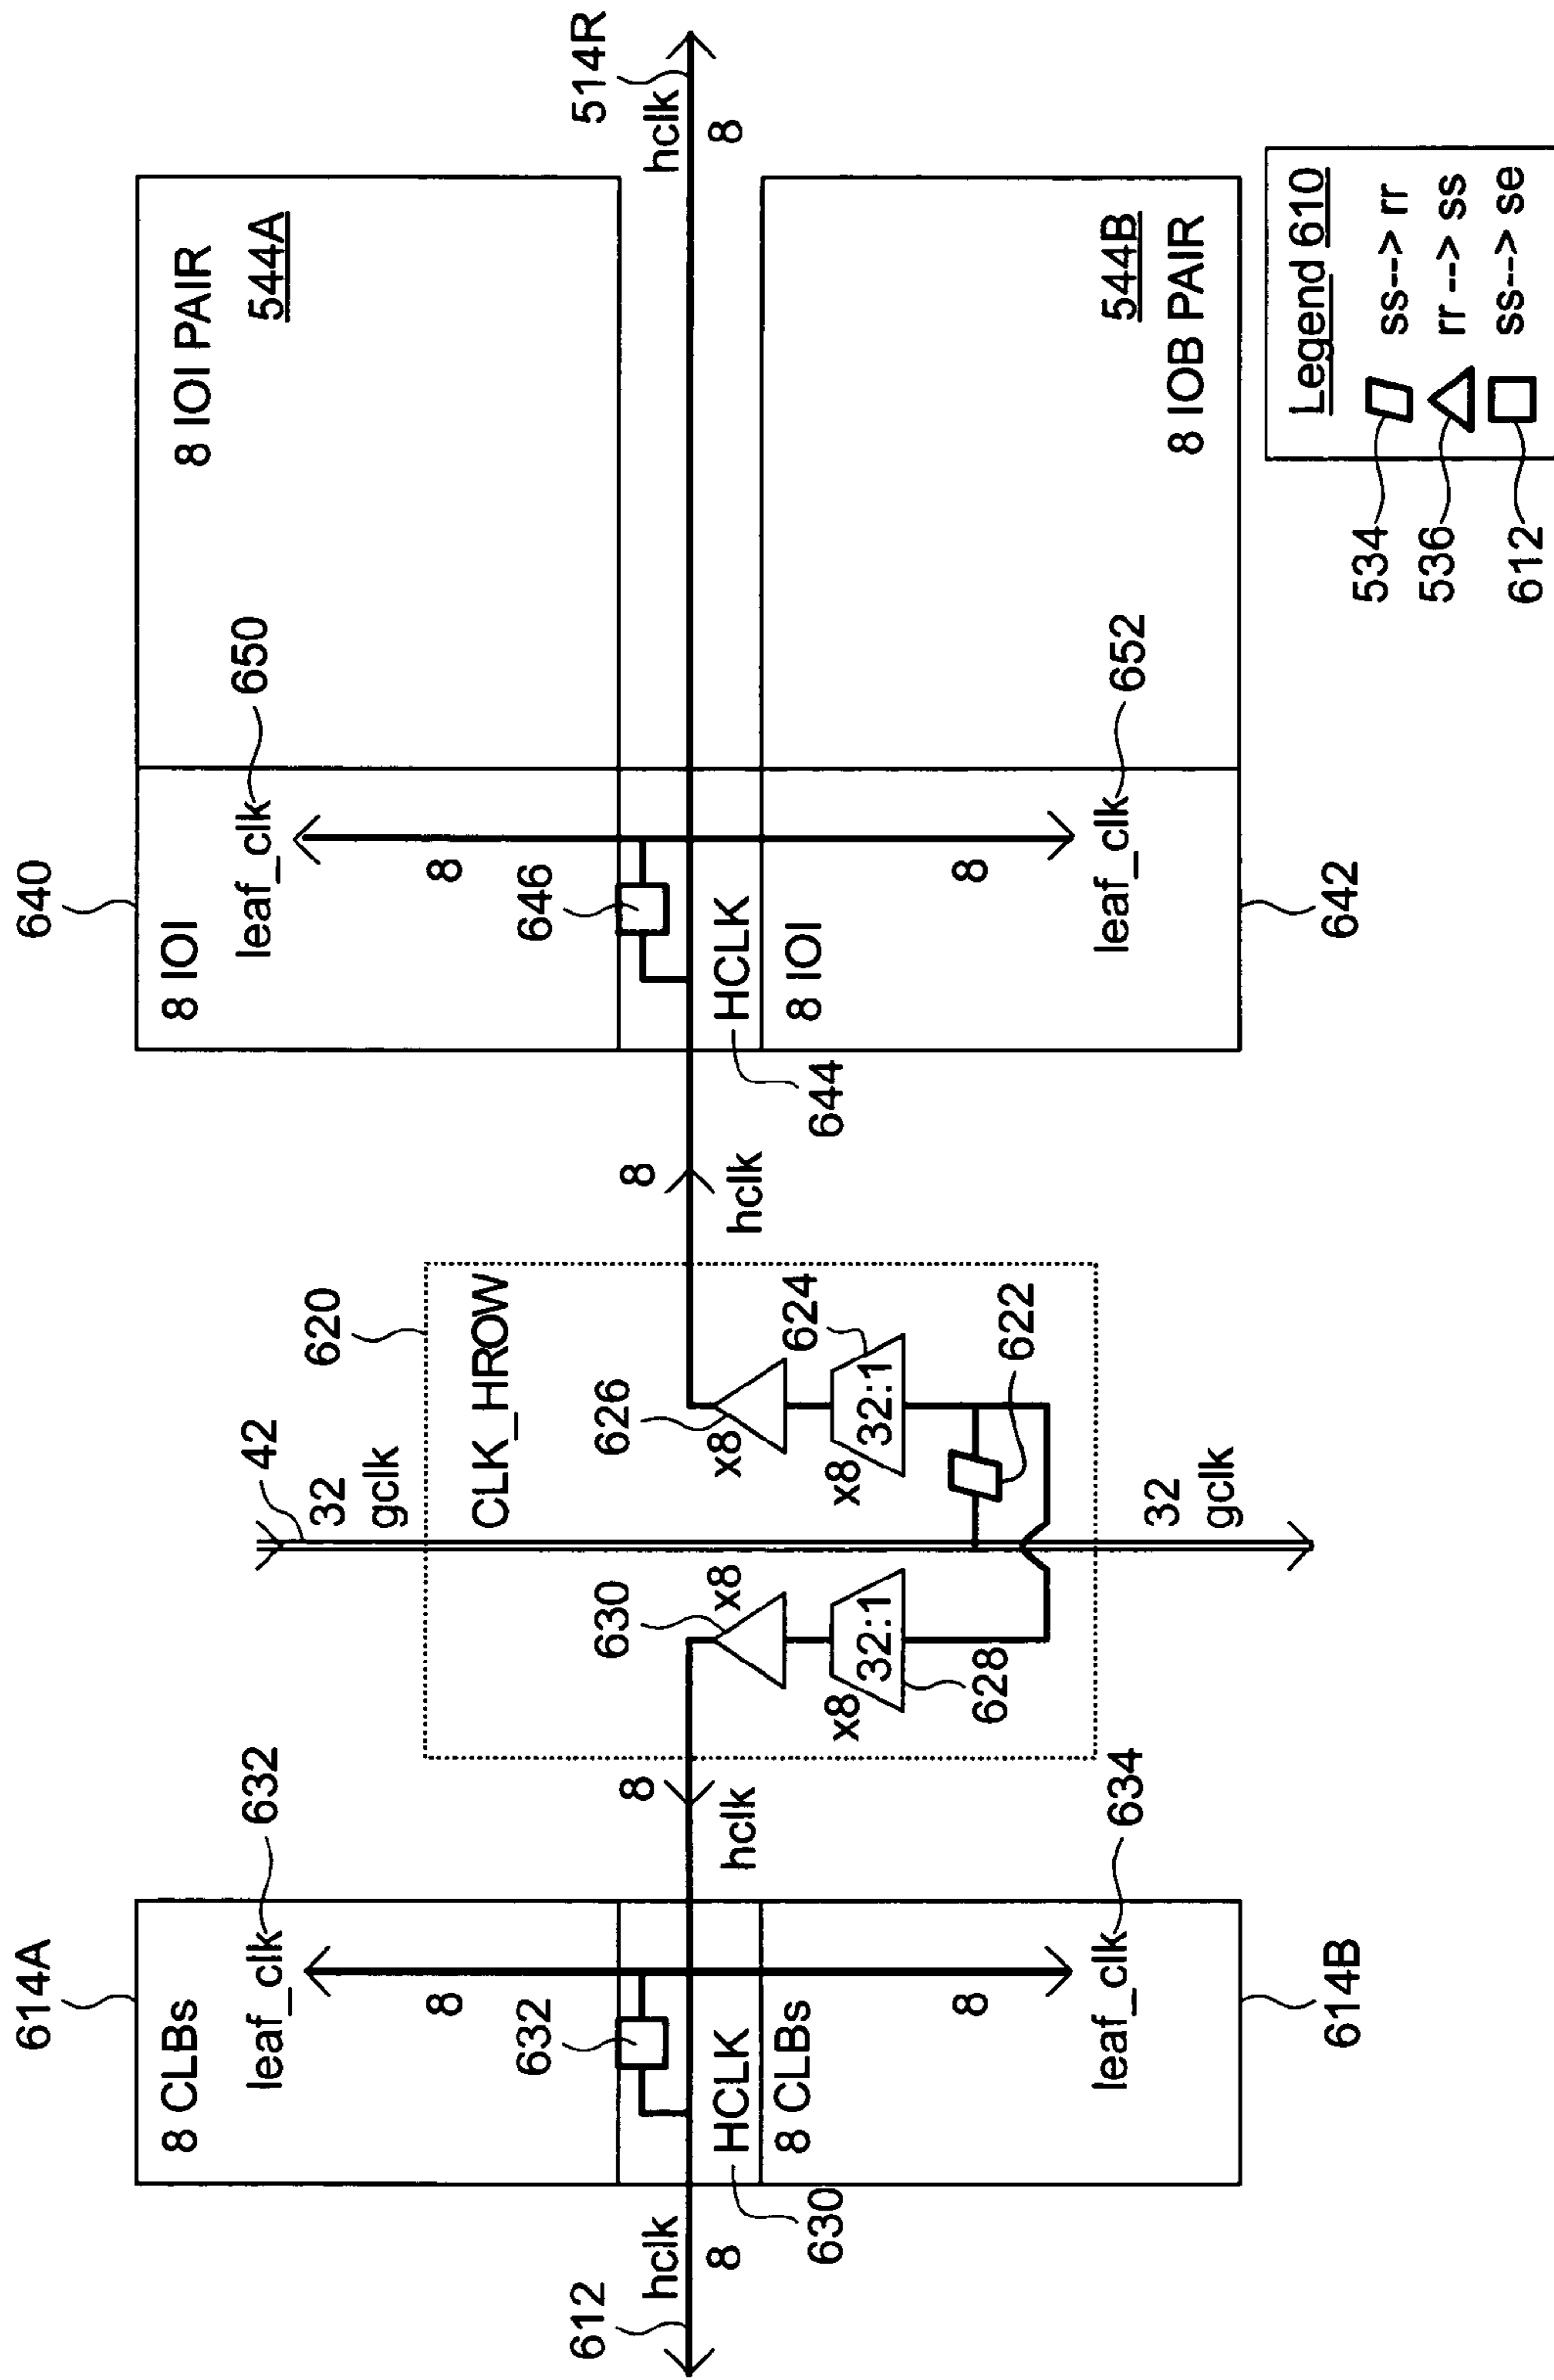 614A
8 CLBs
leaf_clk
632
8
632
612
hclk
8
HCLK
630
8 CLBs
8
leaf_clk
634
614B
8
hclk
42
32
gclk
620
CLK_HROW
630
x8
x8
32:1
628
626
x8
x8
32:1
624
622
32
gclk
8
hclk
640
8 IOI
leaf_clk
650
8
646
HCLK
644
8 IOI
8
leaf_clk
652
642
8 IOI PAIR
544A
hclk
514R
8
544B
8 IOB PAIR
Legend 610
534
ss--> rr
536
rr --> ss
612
ss--> se